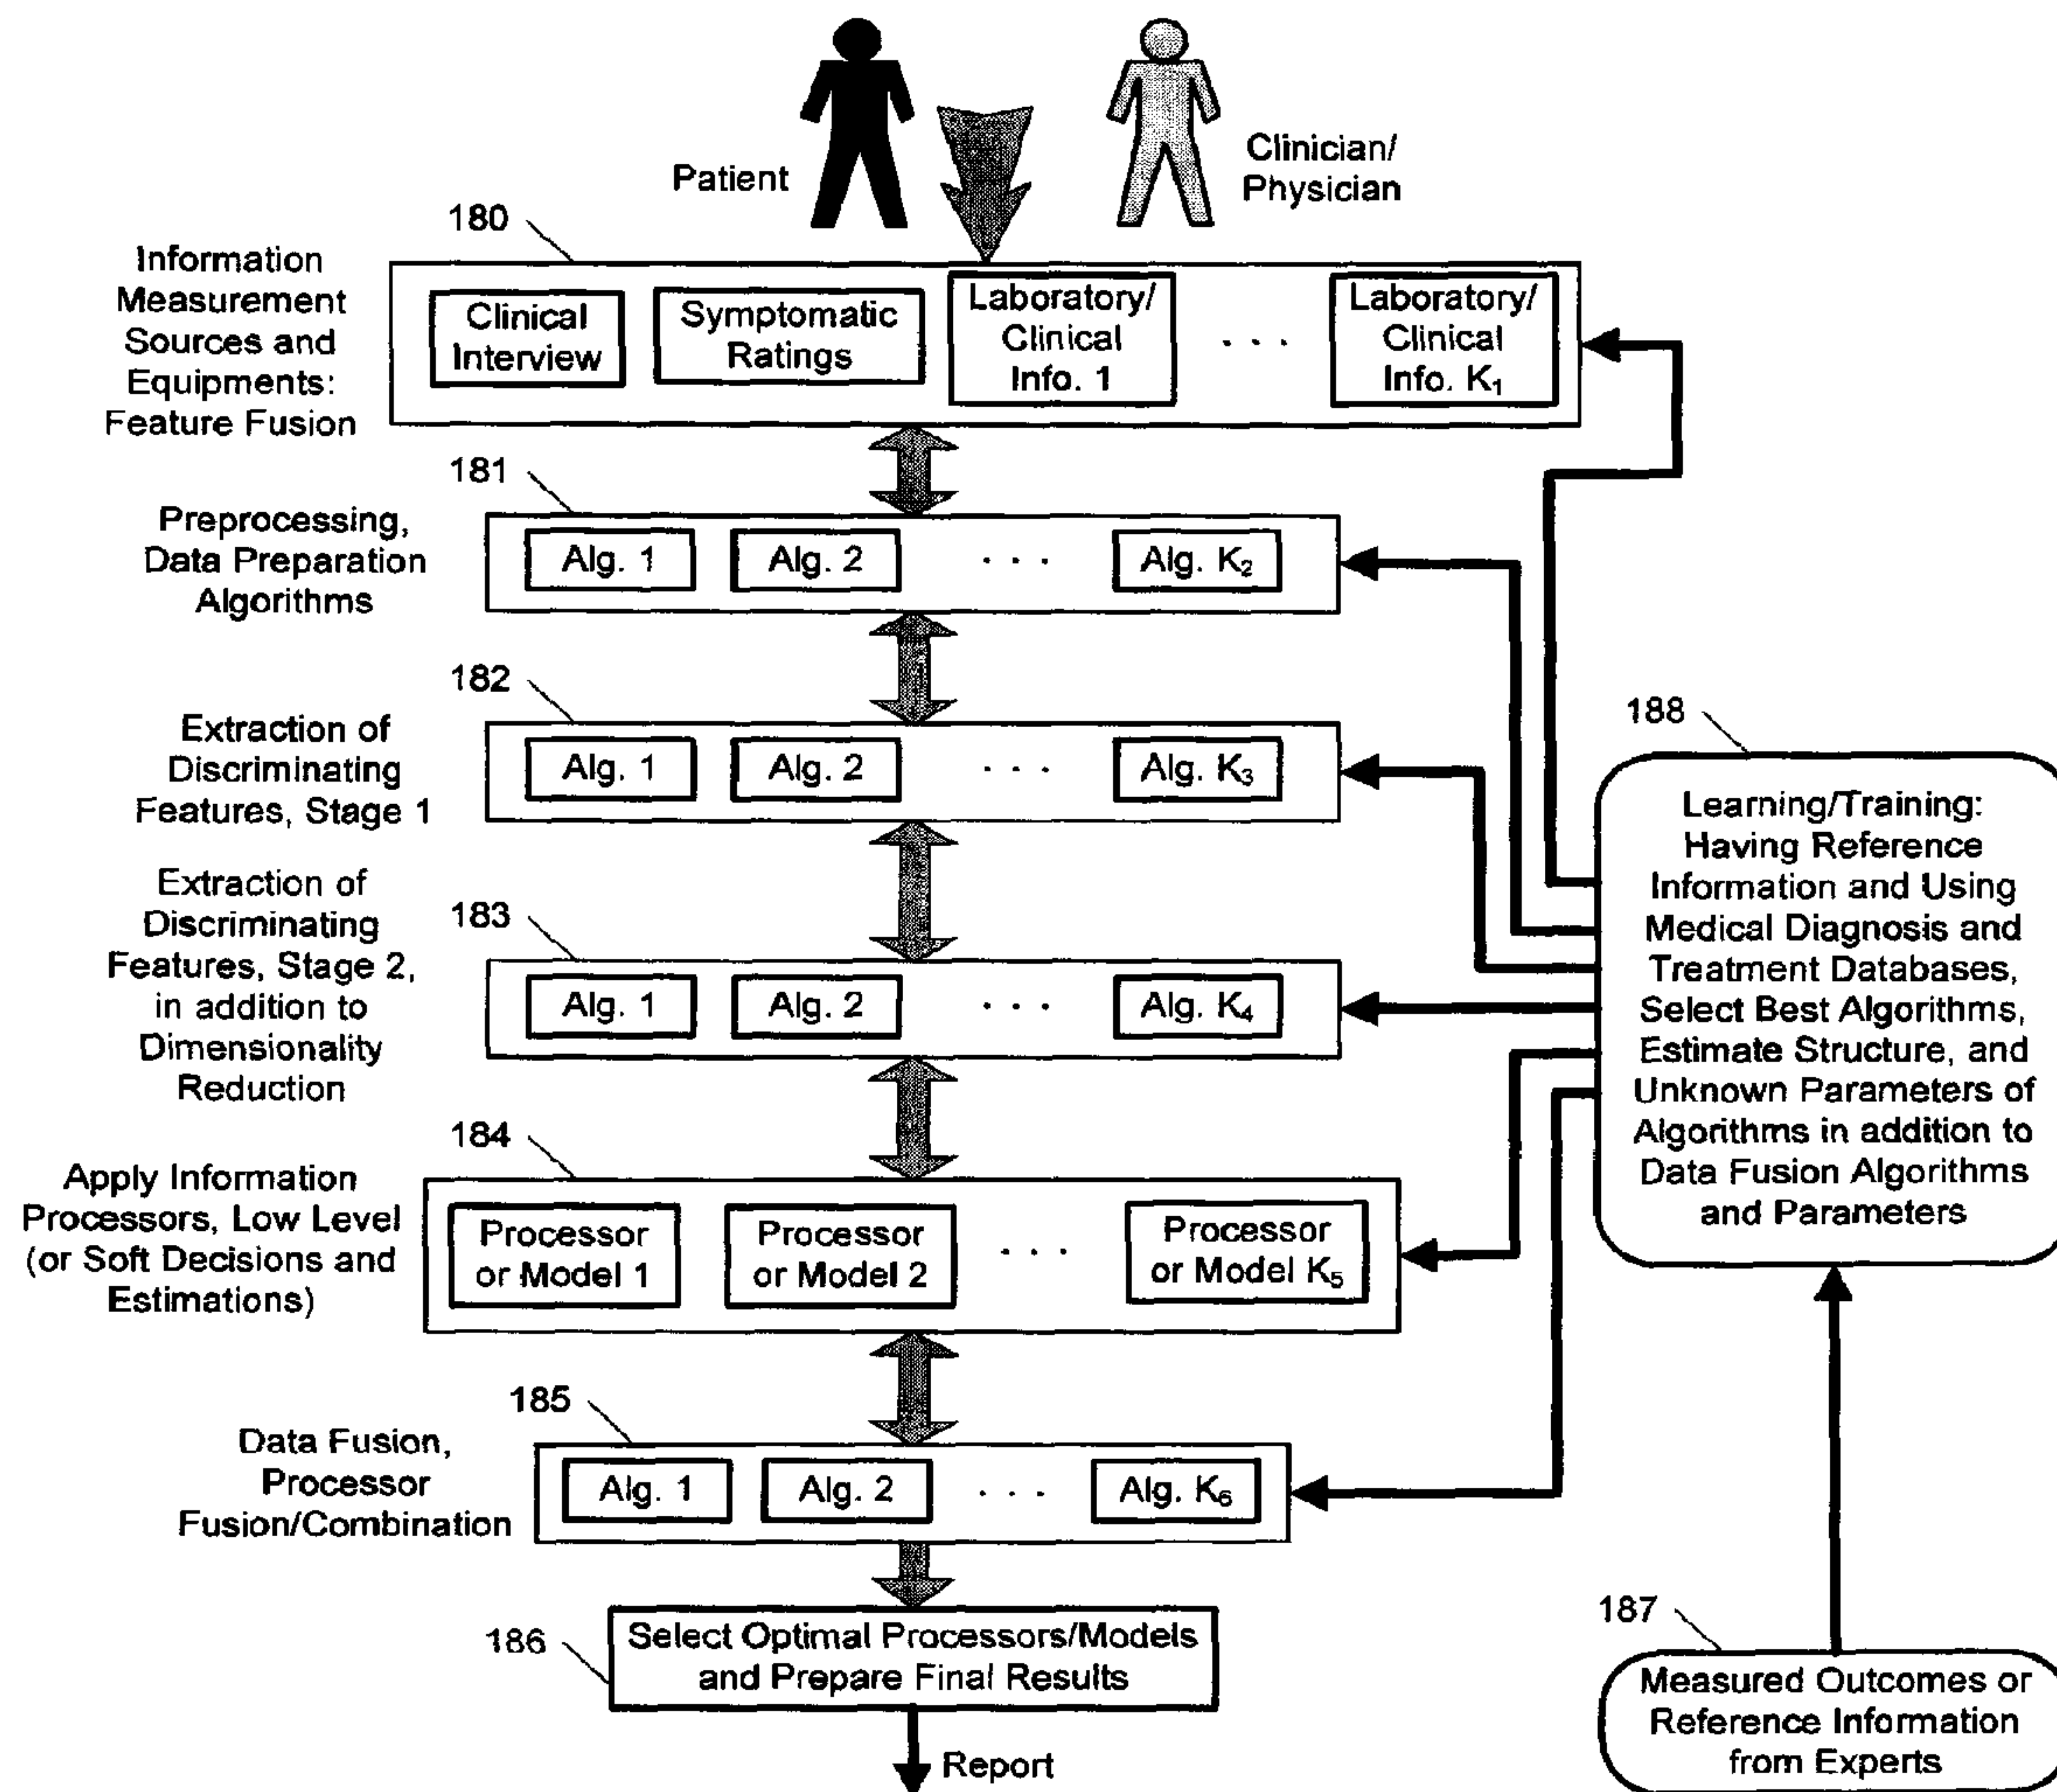 Patient
Clinician/
Physician
180
Information
Measurement
Sources and
Equipments:
Feature Fusion
Clinical
Interview
Symptomatic
Ratings
Laboratory/
Clinical
Info. 1
. . .
Laboratory/
Clinical
Info. K₁
181
Preprocessing,
Data Preparation
Algorithms
Alg. 1
Alg. 2
. . .
Alg. K₂
182
Extraction of
Discriminating
Features, Stage 1
Alg. 1
Alg. 2
. . .
Alg. K₃
183
Extraction of
Discriminating
Features, Stage 2,
in addition to
Dimensionality
Reduction
Alg. 1
Alg. 2
. . .
Alg. K₄
184
Apply Information
Processors, Low Level
(or Soft Decisions and
Estimations)
Processor
or Model 1
Processor
or Model 2
. . .
Processor
or Model K₅
185
Data Fusion,
Processor
Fusion/Combination
Alg. 1
Alg. 2
. . .
Alg. K₆
186
Select Optimal Processors/Models
and Prepare Final Results
Report
188
Learning/Training:
Having Reference
Information and Using
Medical Diagnosis and
Treatment Databases,
Select Best Algorithms,
Estimate Structure, and
Unknown Parameters of
Algorithms in addition to
Data Fusion Algorithms
and Parameters
187
Measured Outcomes or
Reference Information
from Experts